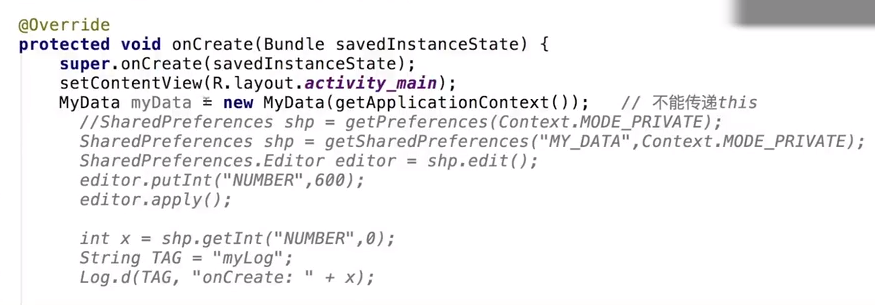 @Override
protected void onCreate(Bundle savedInstanceState) {
    super.onCreate(savedInstanceState);
    setContentView(R.layout.activity_main);
    MyData myData = new MyData(getApplicationContext());   // 不能传递this
      //SharedPreferences shp = getPreferences(Context.MODE_PRIVATE);
      SharedPreferences shp = getSharedPreferences("MY_DATA",Context.MODE_PRIVATE);
      SharedPreferences.Editor editor = shp.edit();
      editor.putInt("NUMBER",600);
      editor.apply();

      int x = shp.getInt("NUMBER",0);
      String TAG = "myLog";
      Log.d(TAG, "onCreate: " + x);